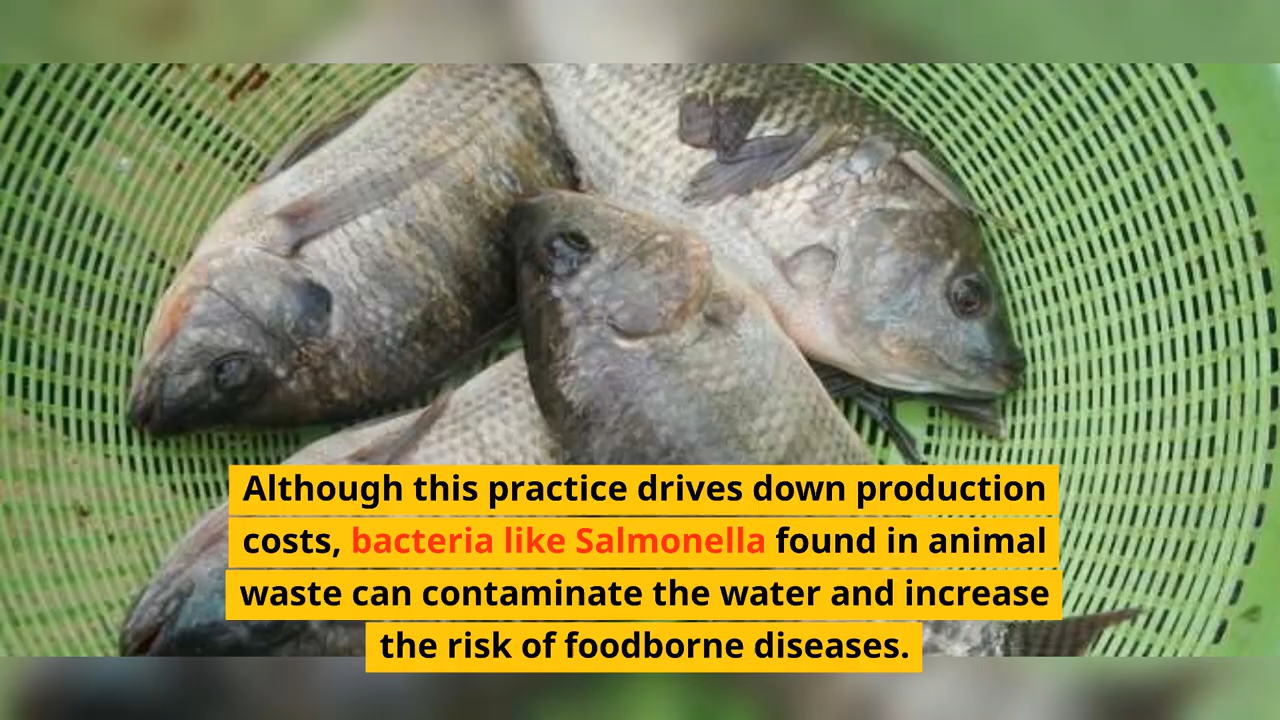 Although this practice drives down production
costs, bacteria like Salmonella found in animal
waste can contaminate the water and increase
the risk of foodborne diseases.